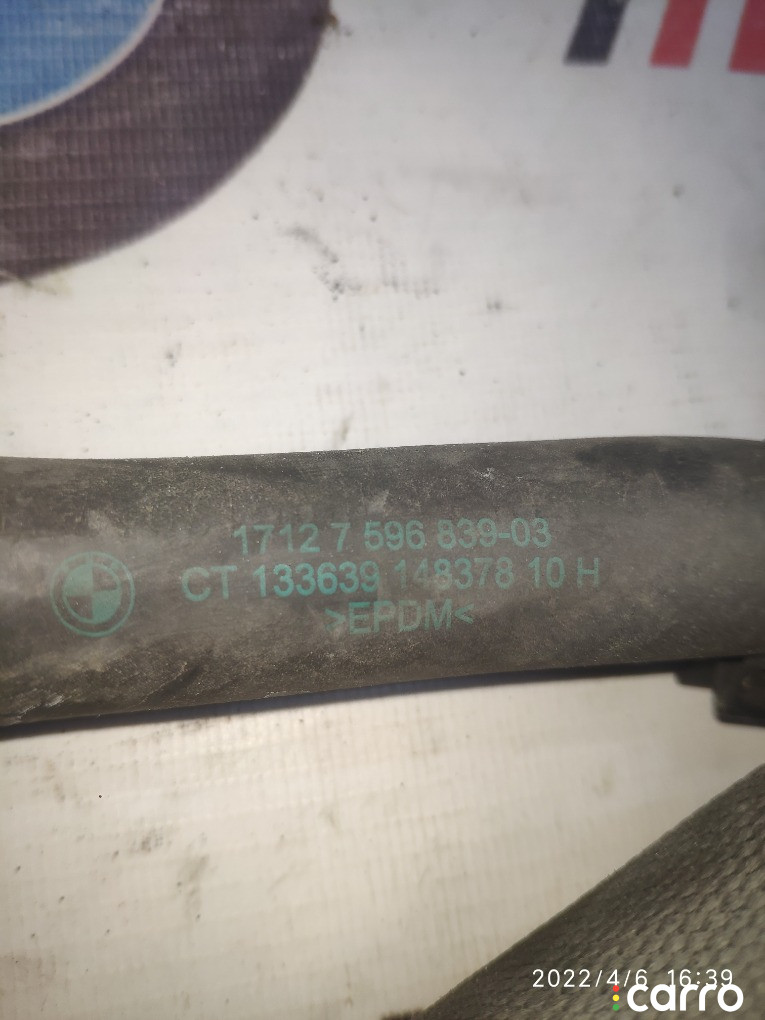 1712 7 596 839-03
CT 133639 148378 10 H
>EPDM<
2022/4/6 16:39
carro